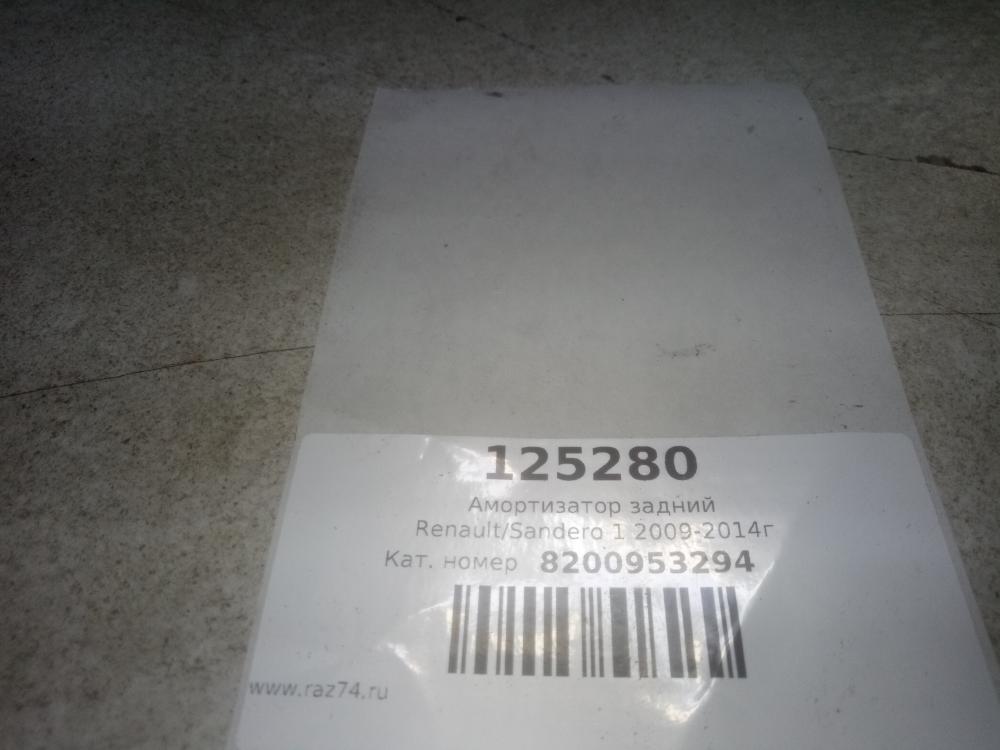 125280
Амортизатор задний
Renault/Sandero 1 2009-2014г
Кат. номер 8200953294
www.raz74.ru